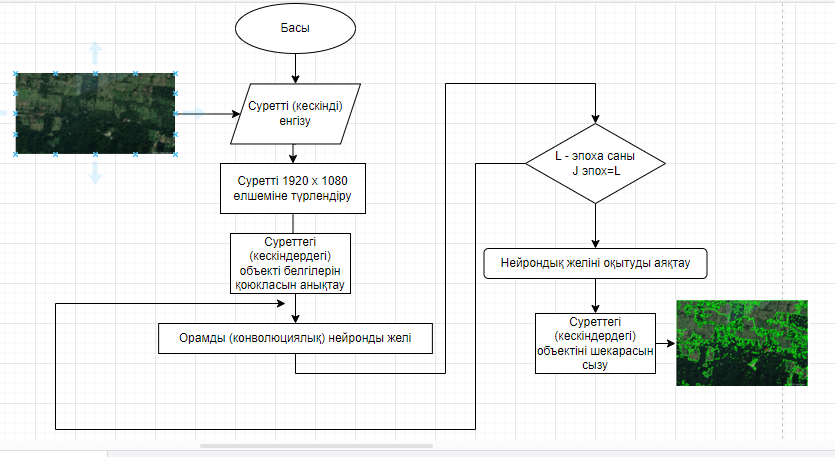 Басы
Суретті (кескінді)
енгізу
Суретті 1920 х 1080
өлшеміне түрлендіру
Суреттегі
(кескіндердегі)
объекті белгілерін
қоюкласын анықтау
Орамды (конволюциялық) нейронды желі
L - эпоха саны
J эпох=L
Нейрондық желіні оқытуды аяқтау
Суреттегі
(кескіндердегі)
объектіні шекарасын
сызу